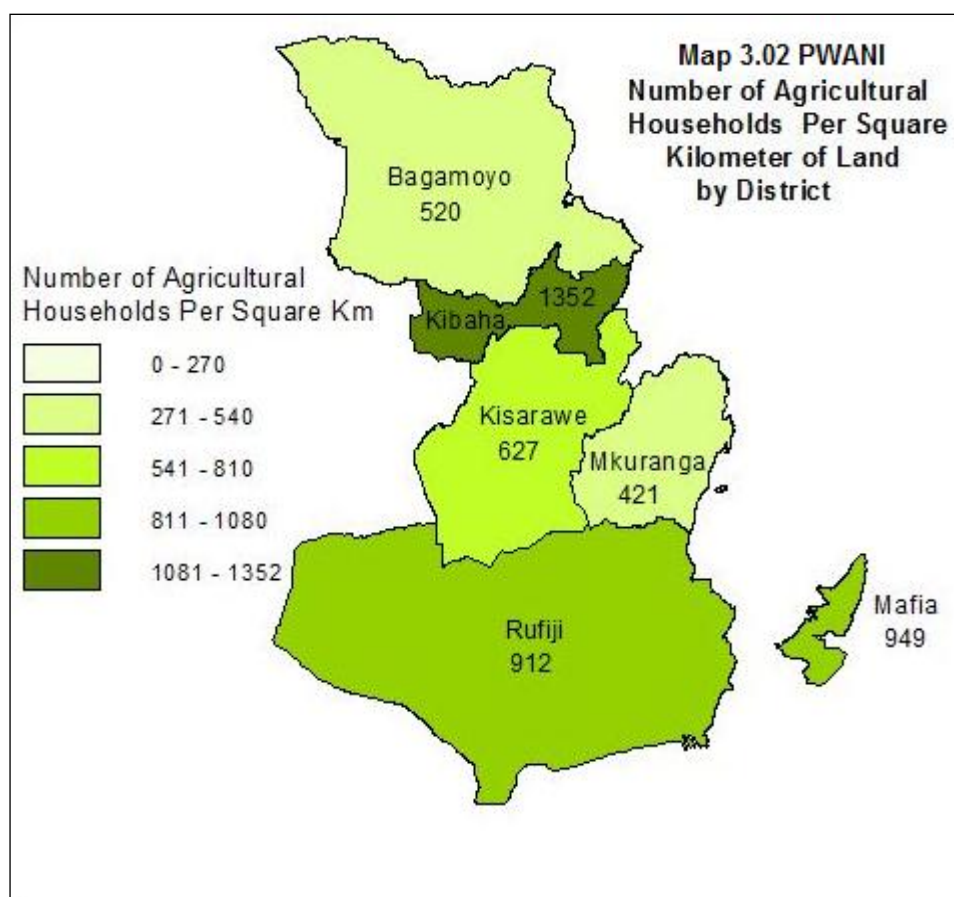 Map 3.02 PWANI
Number of Agricultural
Households Per Square
Kilometer of Land
by District
Bagamoyo
520
Number of Agricultural
Households Per Square Km
0 - 270
271 - 540
541 - 810
811 - 1080
1081 - 1352
1352
Kibaha
Kisarawe
627
Mkuranga
421
Rufiji
912
Mafia
949